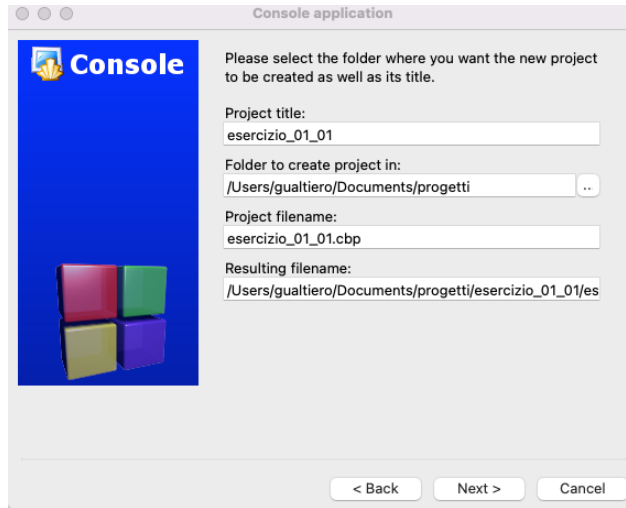 Console application
Console
Please select the folder where you want the new project
to be created as well as its title.
Project title:
esercizio_01_01
Folder to create project in:
/Users/gualtiero/Documents/progetti
..
Project filename:
esercizio_01_01.cbp
Resulting filename:
/Users/gualtiero/Documents/progetti/esercizio_01_01/es
< Back
Next >
Cancel